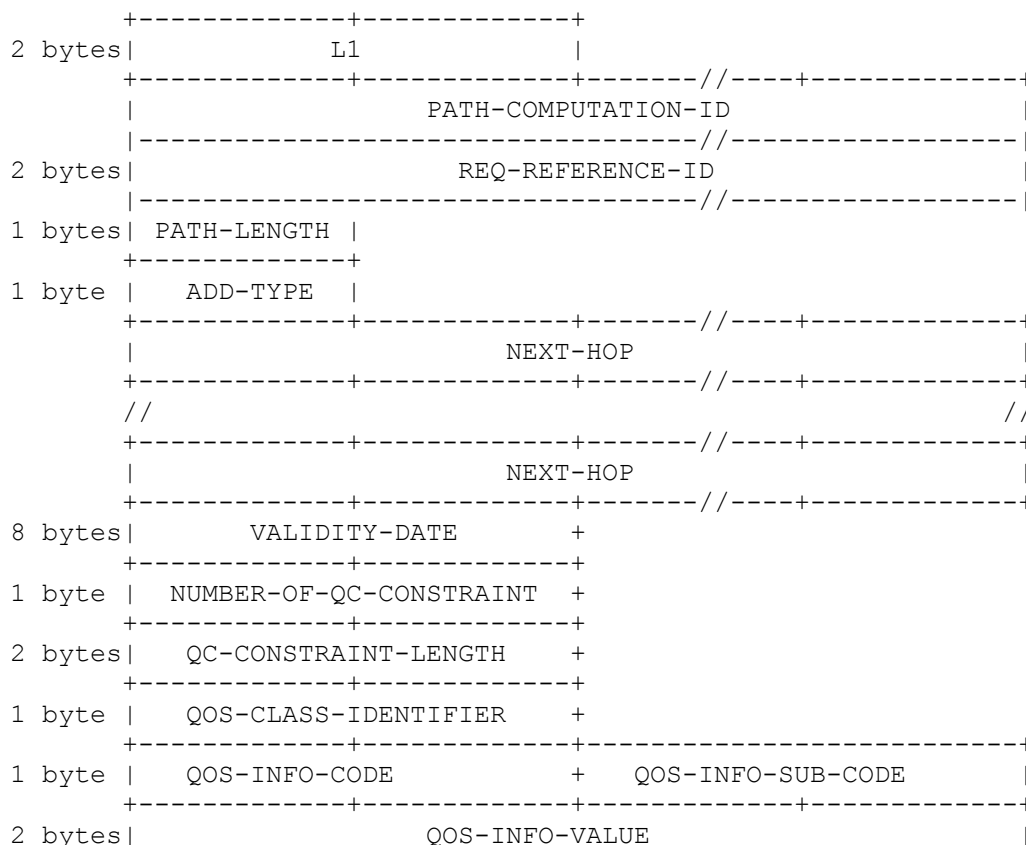 2 bytes| L1 |
| PATH-COMPUTATION-ID |
2 bytes| REQ-REFERENCE-ID |
1 bytes| PATH-LENGTH |
1 byte | ADD-TYPE |
| NEXT-HOP |
// //
| NEXT-HOP |
8 bytes| VALIDITY-DATE +
1 byte | NUMBER-OF-QC-CONSTRAINT +
2 bytes| QC-CONSTRAINT-LENGTH +
1 byte | QOS-CLASS-IDENTIFIER +
1 byte | QOS-INFO-CODE + QOS-INFO-SUB-CODE |
2 bytes| QOS-INFO-VALUE |